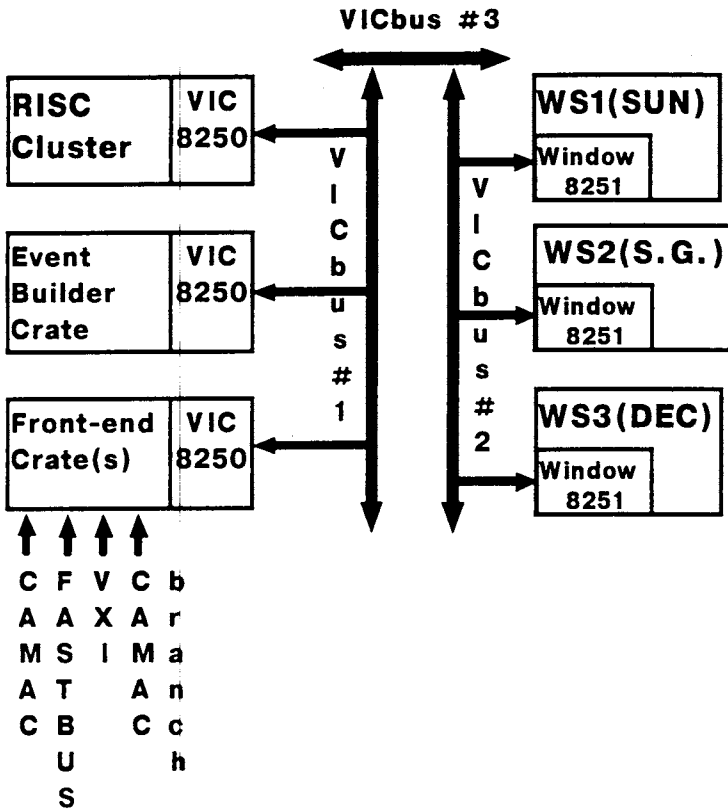 VICbus #3
RISC
Cluster
VIC
8250
Event
Builder
Crate
VIC
8250
Front-end
Crate(s)
VIC
8250
VICbus#1
VICbus#2
WS1(SUN)
Window
8251
WS2(S.G.)
Window
8251
WS3(DEC)
Window
8251
CAMAC
FASTBUS
VXI
CAMAC
branch